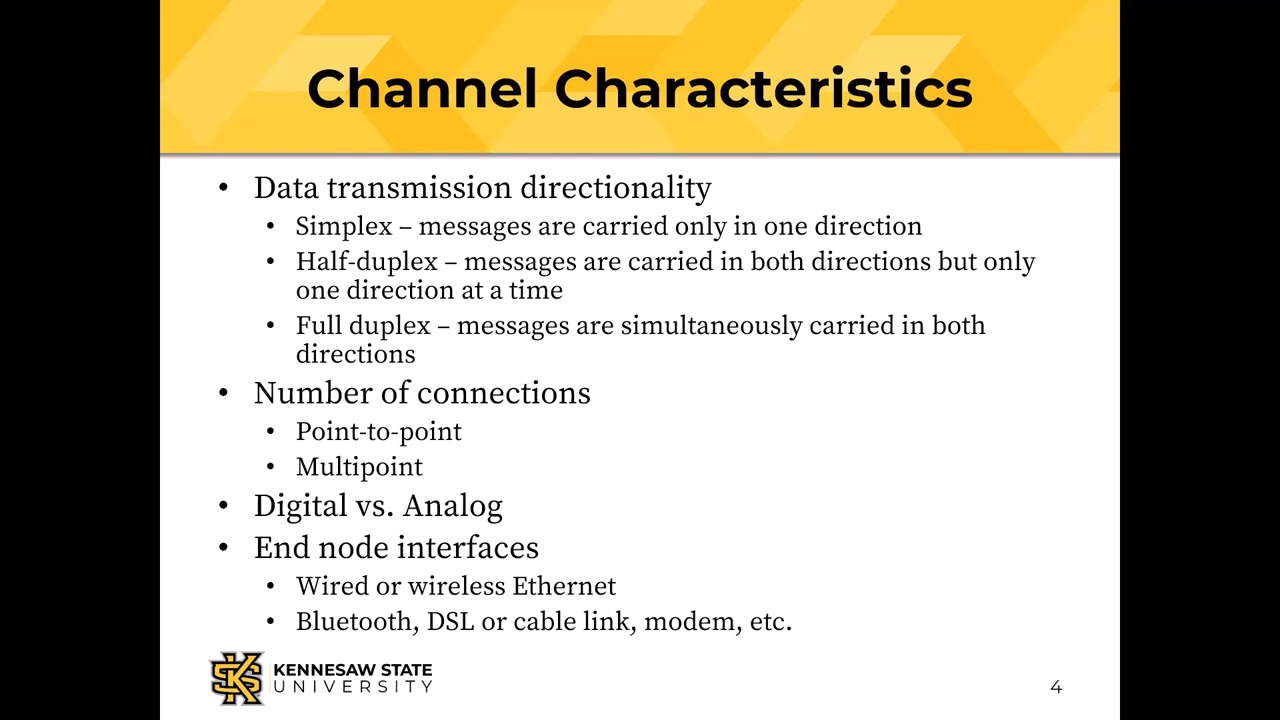 Channel Characteristics
• Data transmission directionality
• Simplex – messages are carried only in one direction
• Half-duplex – messages are carried in both directions but only
one direction at a time
• Full duplex – messages are simultaneously carried in both
directions
• Number of connections
• Point-to-point
• Multipoint
• Digital vs. Analog
• End node interfaces
• Wired or wireless Ethernet
• Bluetooth, DSL or cable link, modem, etc.
KS
KENNESAW STATE
UNIVERSITY
4